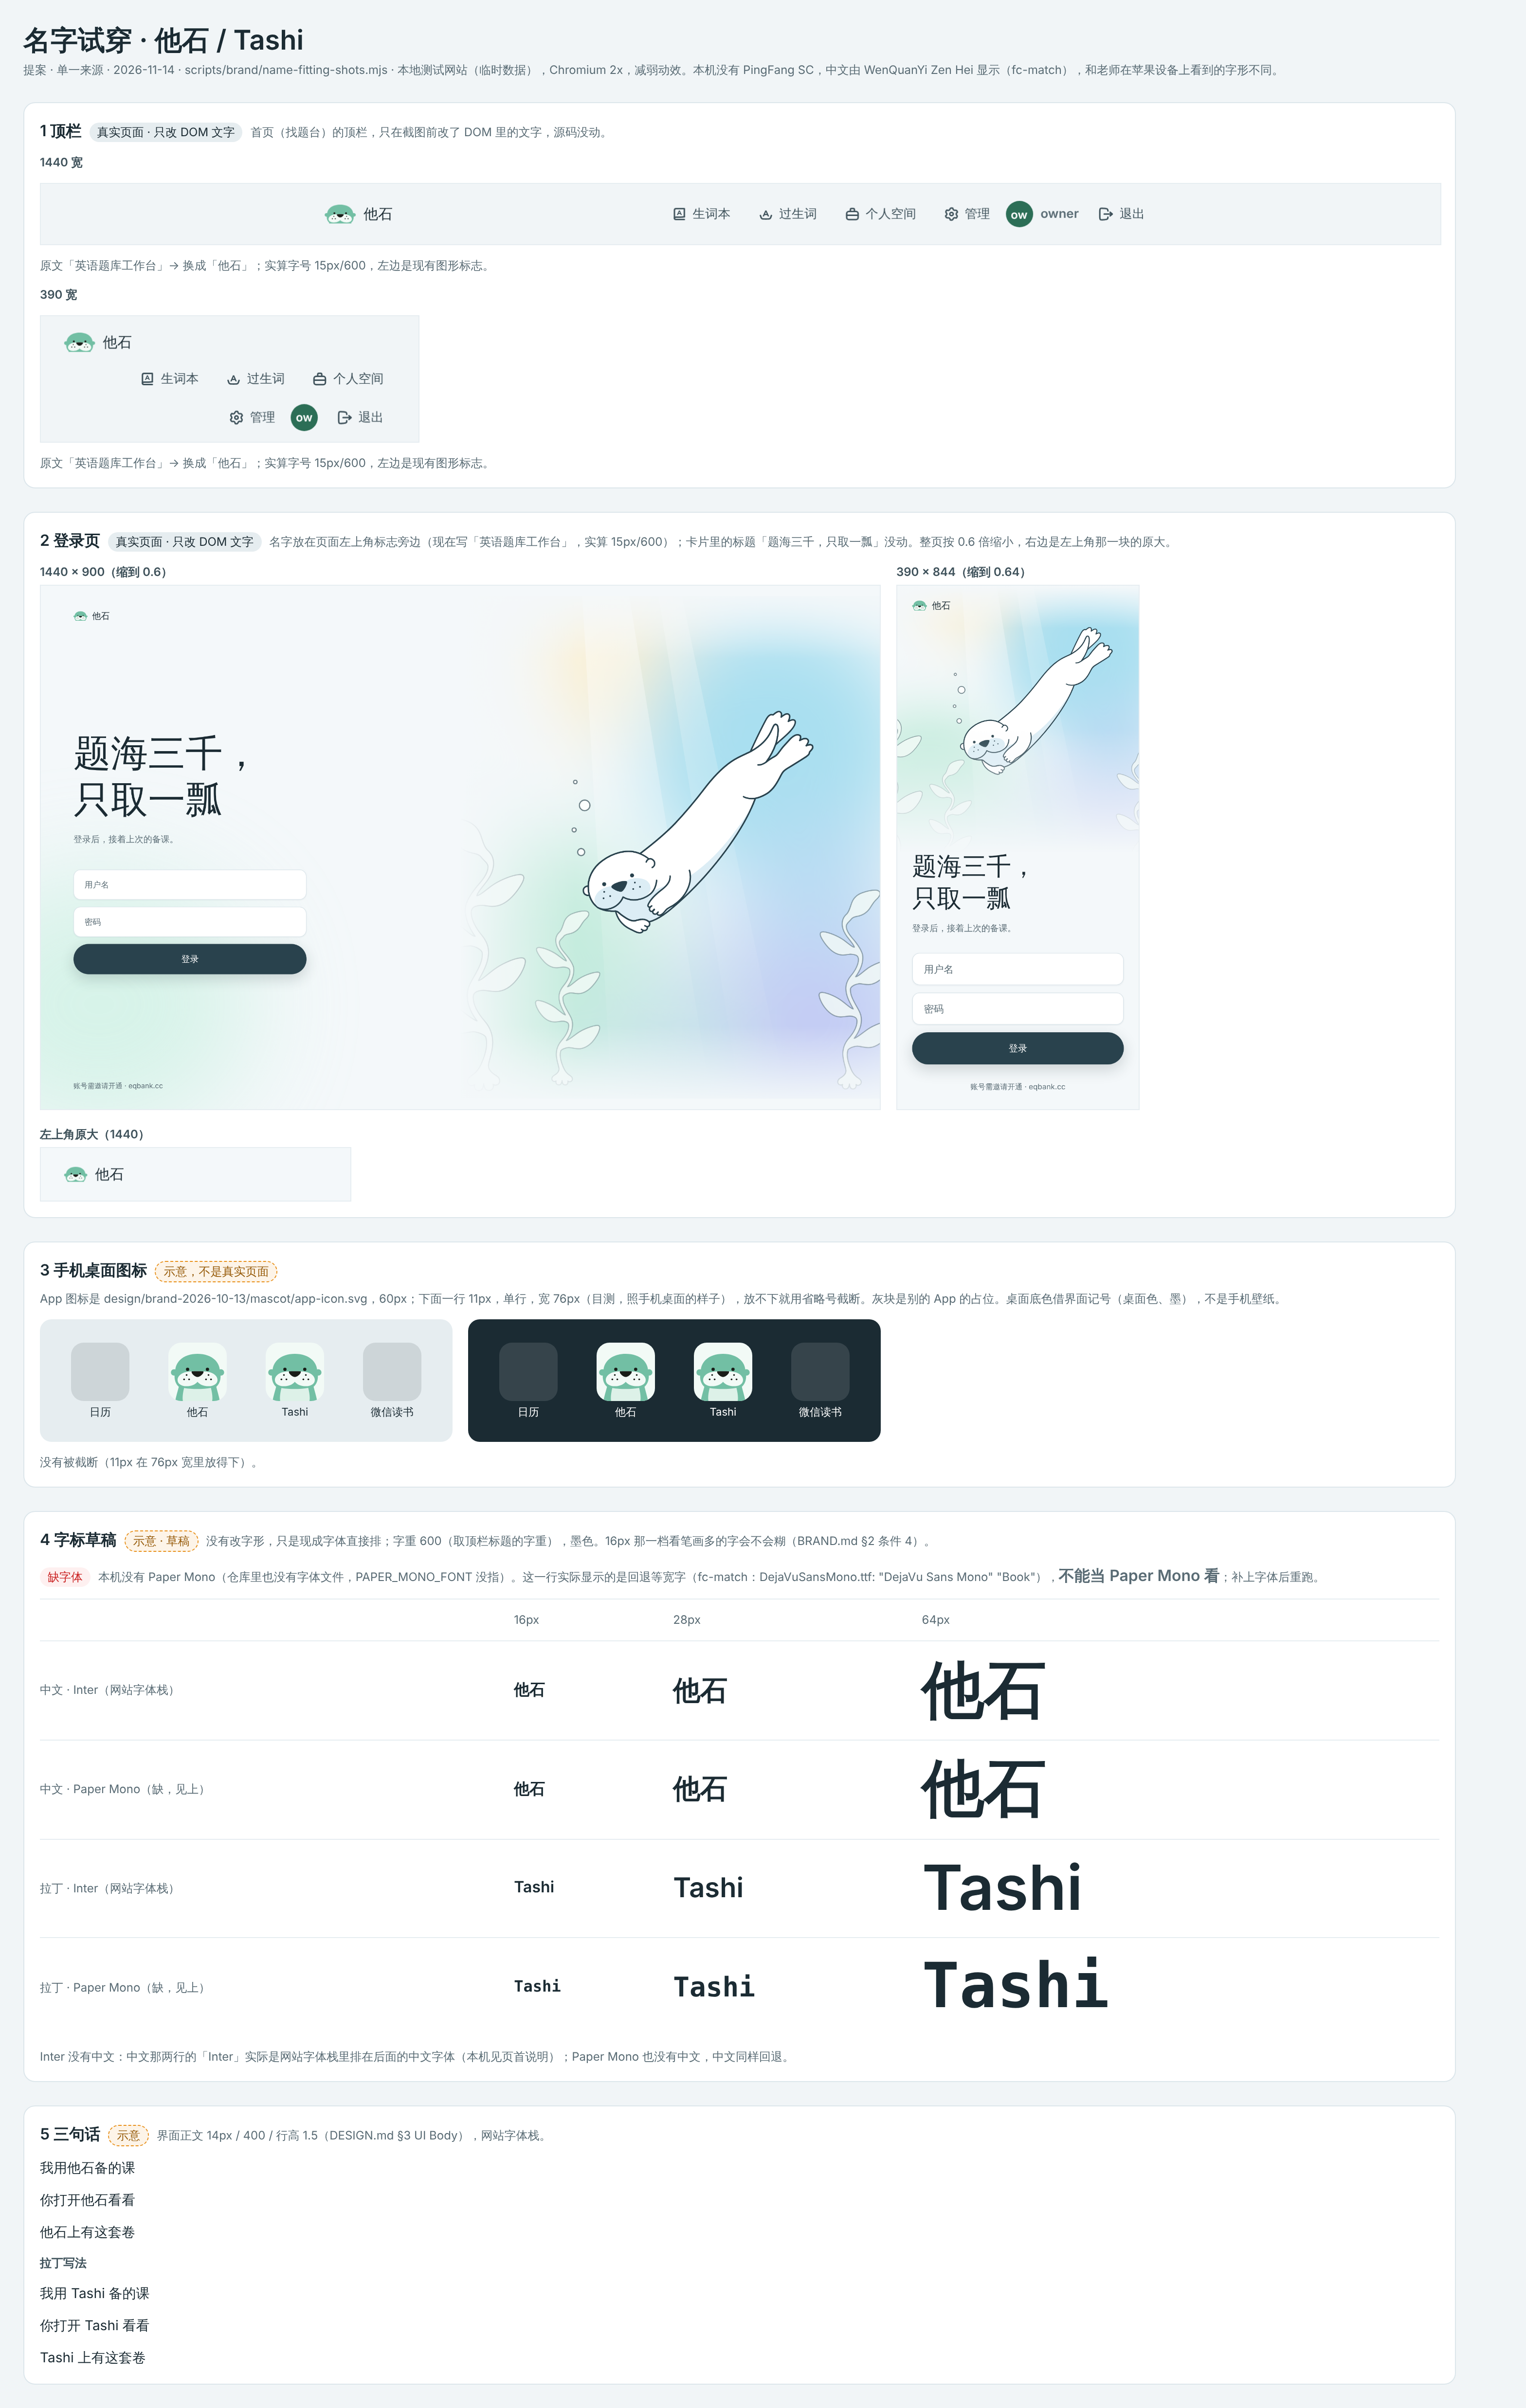 名字试穿 · 他石 / Tashi
提案 · 单一来源 · 2026-11-14 · scripts/brand/name-fitting-shots.mjs · 本地测试网站（临时数据），Chromium 2x，减弱动效。本机没有 PingFang SC，中文由 WenQuanYi Zen Hei 显示（fc-match），和老师在苹果设备上看到的字形不同。
1 顶栏 真实页面 · 只改 DOM 文字 首页（找题台）的顶栏，只在截图前改了 DOM 里的文字，源码没动。
1440 宽
他石 生词本 过生词 个人空间 管理 ow owner 退出
原文「英语题库工作台」→ 换成「他石」；实算字号 15px/600，左边是现有图形标志。
390 宽
他石
生词本 过生词 个人空间
管理 ow 退出
原文「英语题库工作台」→ 换成「他石」；实算字号 15px/600，左边是现有图形标志。
2 登录页 真实页面 · 只改 DOM 文字 名字放在页面左上角标志旁边（现在写「英语题库工作台」，实算 15px/600）；卡片里的标题「题海三千，只取一瓢」没动。整页按 0.6 倍缩小，右边是左上角那一块的原大。
1440 × 900（缩到 0.6）
他石
题海三千，
只取一瓢
登录后，接着上次的备课。
用户名
密码
登录
账号需邀请开通 · eqbank.cc
390 × 844（缩到 0.64）
他石
题海三千，
只取一瓢
登录后，接着上次的备课。
用户名
密码
登录
账号需邀请开通 · eqbank.cc
左上角原大（1440）
他石
3 手机桌面图标 示意，不是真实页面
App 图标是 design/brand-2026-10-13/mascot/app-icon.svg，60px；下面一行 11px，单行，宽 76px（目测，照手机桌面的样子），放不下就用省略号截断。灰块是别的 App 的占位。桌面底色借界面记号（桌面色、墨），不是手机壁纸。
日历 他石 Tashi 微信读书
日历 他石 Tashi 微信读书
没有被截断（11px 在 76px 宽里放得下）。
4 字标草稿 示意 · 草稿 没有改字形，只是现成字体直接排；字重 600（取顶栏标题的字重），墨色。16px 那一档看笔画多的字会不会糊（BRAND.md §2 条件 4）。
缺字体 本机没有 Paper Mono（仓库里也没有字体文件，PAPER_MONO_FONT 没指）。这一行实际显示的是回退等宽字（fc-match：DejaVuSansMono.ttf: "DejaVu Sans Mono" "Book"），不能当 Paper Mono 看；补上字体后重跑。
16px 28px 64px
中文 · Inter（网站字体栈） 他石 他石 他石
中文 · Paper Mono（缺，见上） 他石 他石 他石
拉丁 · Inter（网站字体栈） Tashi Tashi Tashi
拉丁 · Paper Mono（缺，见上） Tashi Tashi Tashi
Inter 没有中文：中文那两行的「Inter」实际是网站字体栈里排在后面的中文字体（本机见页首说明）；Paper Mono 也没有中文，中文同样回退。
5 三句话 示意 界面正文 14px / 400 / 行高 1.5（DESIGN.md §3 UI Body），网站字体栈。
我用他石备的课
你打开他石看看
他石上有这套卷
拉丁写法
我用 Tashi 备的课
你打开 Tashi 看看
Tashi 上有这套卷